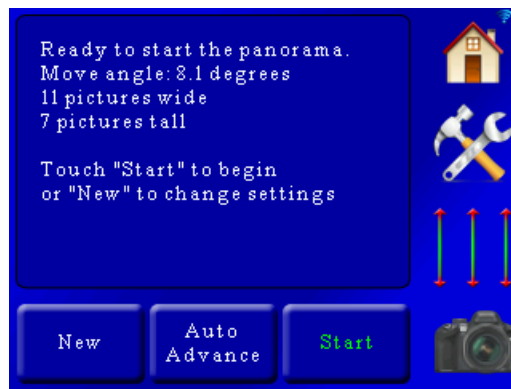 Ready to start the panorama.
Move angle: 8.1 degrees
11 pictures wide
7 pictures tall
Touch "Start" to begin
or "New" to change settings
New
Auto
Advance
Start